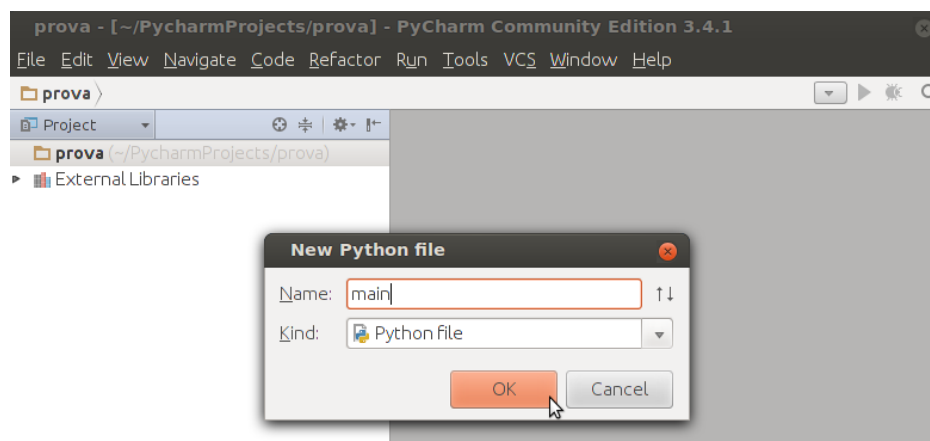 prova - [~/PycharmProjects/prova] - PyCharm Community Edition 3.4.1
File Edit View Navigate Code Refactor Run Tools VCS Window Help
prova
Project
prova (~/PycharmProjects/prova)
External Libraries
New Python file
Name: main
Kind: Python file
OK Cancel